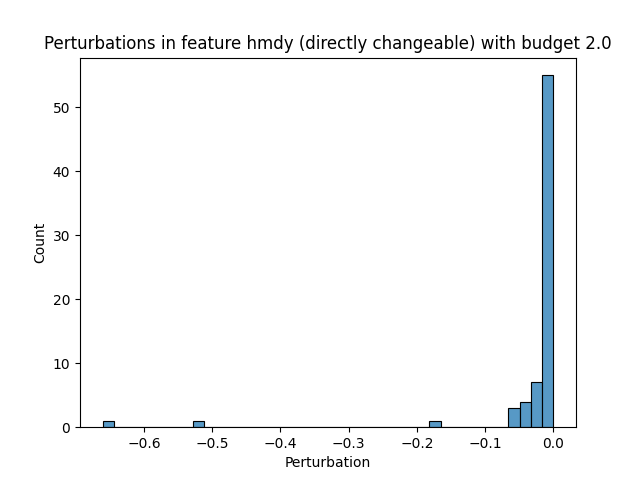 Perturbations in feature hmdy (directly changeable) with budget 2.0
50
40
30
20
10
0
Count
−0.6 −0.5 −0.4 −0.3 −0.2 −0.1 0.0
Perturbation